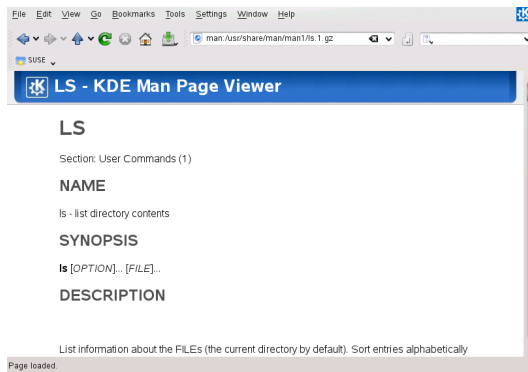 File Edit View Go Bookmarks Tools Settings Window Help
man:/usr/share/man/man1/ls.1.gz
SUSE
LS - KDE Man Page Viewer
LS
Section: User Commands (1)
NAME
ls - list directory contents
SYNOPSIS
ls [OPTION]... [FILE]...
DESCRIPTION
List information about the FILEs (the current directory by default). Sort entries alphabetically
Page loaded.